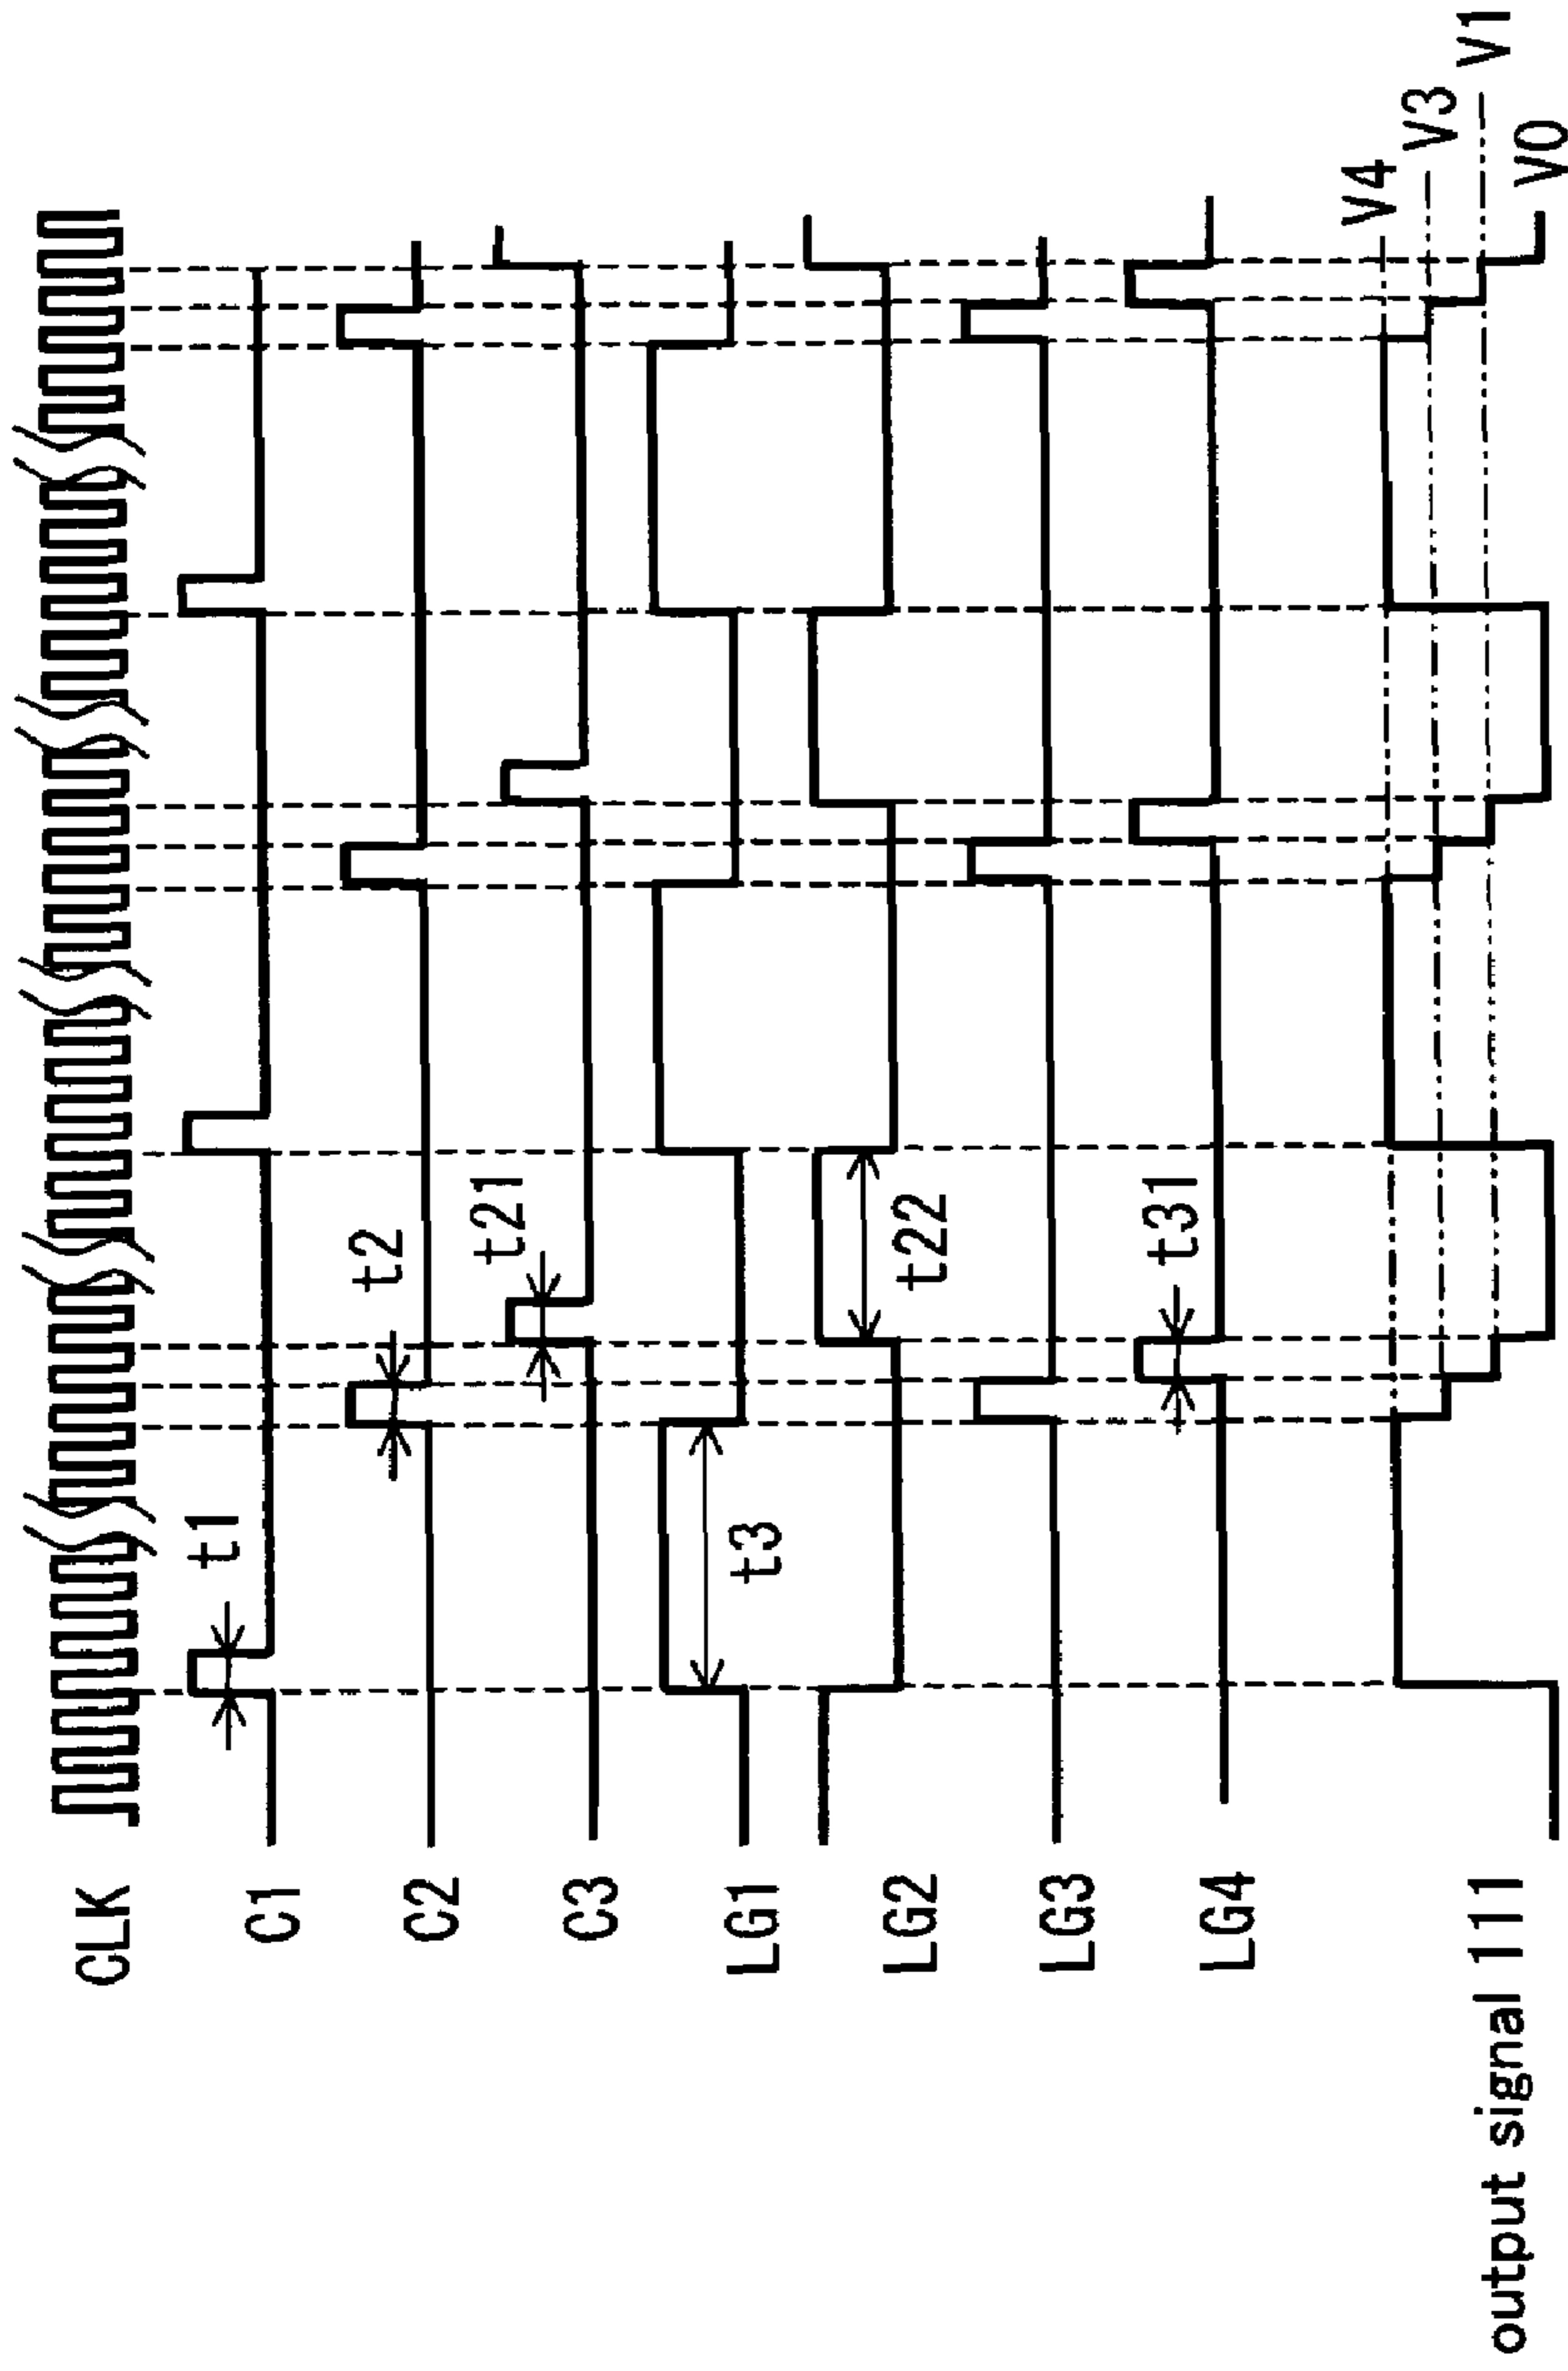 CLK
C1
t1
C2
t2
C3
t21
LG1
t3
LG2
t22
LG3
LG4
t31
output signal 111
V4
V3
V1
V0